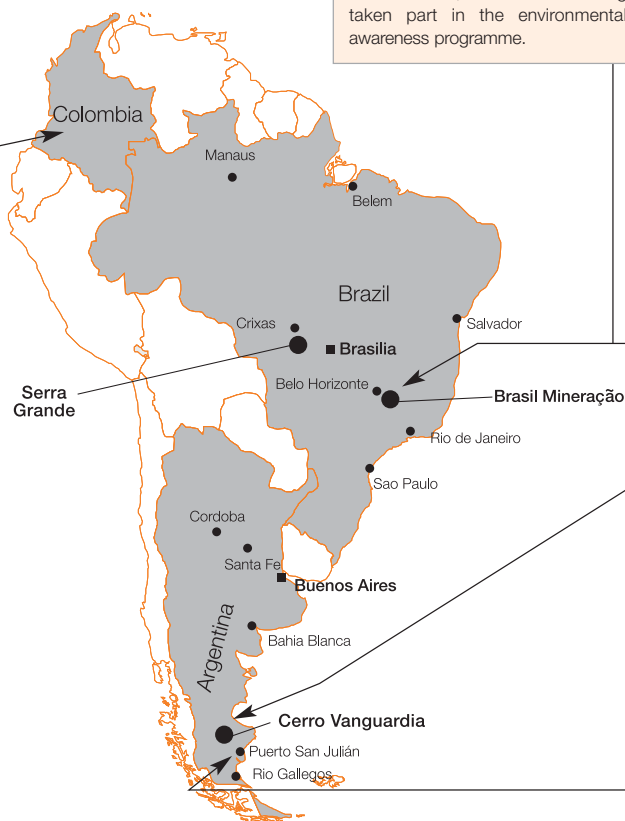 taken part in the environmental
awareness programme.
Colombia
Manaus
Belem
Brazil
Crixas
Salvador
Brasilia
Serra
Grande
Belo Horizonte
Brasil Mineração
Rio de Janeiro
Sao Paulo
Cordoba
Santa Fe
Buenos Aires
Argentina
Bahia Blanca
Cerro Vanguardia
Puerto San Julián
Rio Gallegos